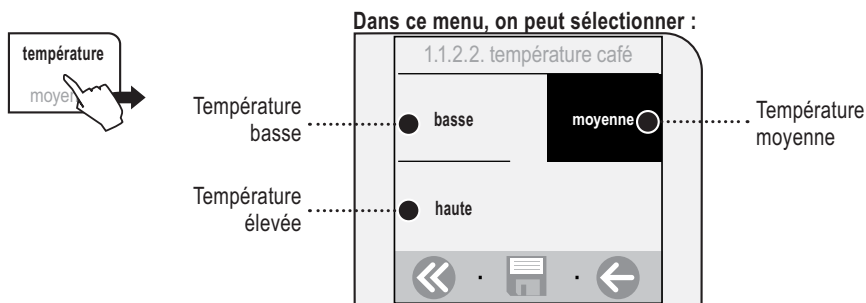 Dans ce menu, on peut sélectionner :
température
moyen
1.1.2.2. température café
Température
basse
basse
moyenne
Température
moyenne
Température
élevée
haute